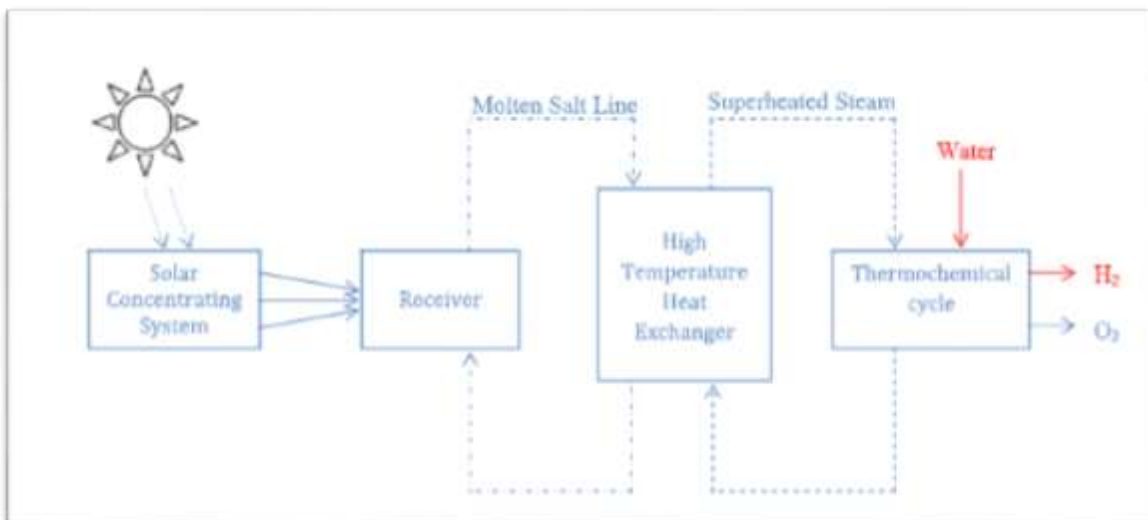 Molten Salt Line
Superheated Steam
Water
Solar
Concentrating
System
Receiver
High
Temperature
Heat
Exchanger
Thermochemical
cycle
H₂
O₂